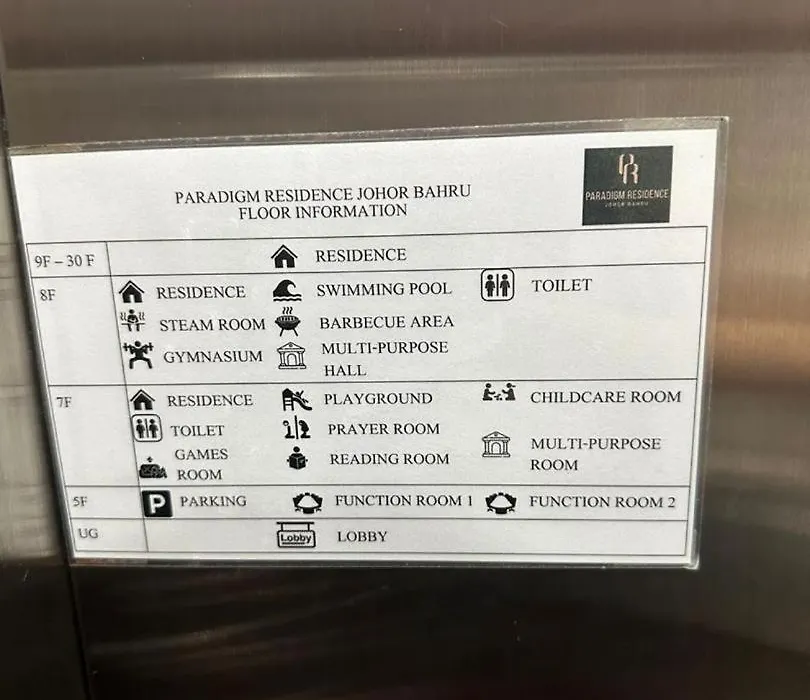 PARADIGM RESIDENCE JOHOR BAHRU
FLOOR INFORMATION
PR
PARADIGM RESIDENCE
JOHOR BAHRU
9F – 30 F RESIDENCE
8F RESIDENCE SWIMMING POOL TOILET
STEAM ROOM BARBECUE AREA
GYMNASIUM MULTI-PURPOSE HALL
7F RESIDENCE PLAYGROUND CHILDCARE ROOM
TOILET PRAYER ROOM MULTI-PURPOSE ROOM
GAMES ROOM READING ROOM
5F P PARKING FUNCTION ROOM 1 FUNCTION ROOM 2
UG Lobby LOBBY